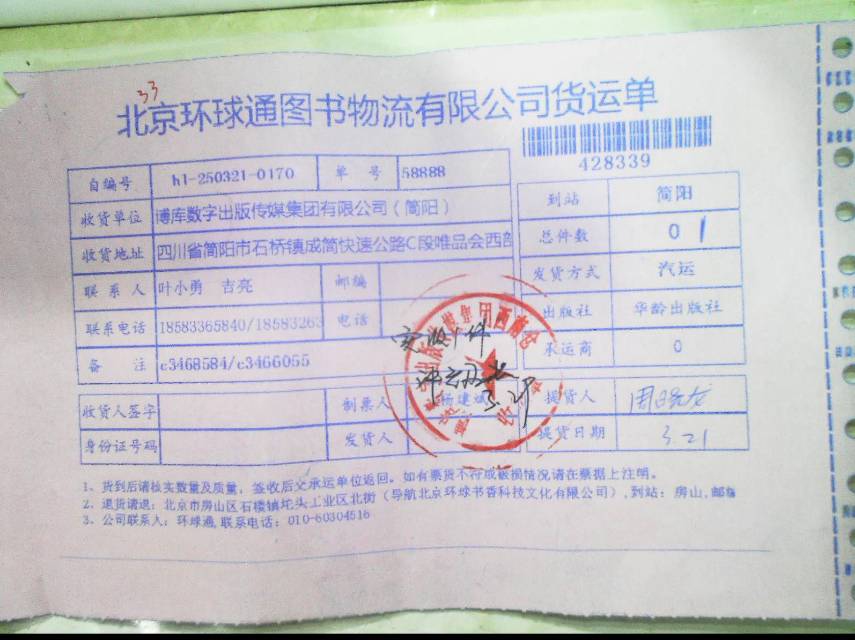 33
北京环球通图书物流有限公司货运单
428339
自编号 h1-250321-0170 单 号 58888
到站 简阳
收货单位 博库数字出版传媒集团有限公司（简阳）
总件数 0 1
收货地址 四川省简阳市石桥镇成简快速公路C段唯品会西部
发货方式 汽运
联 系 人 叶小勇 吉亮 邮编
出版社 华龄出版社
联系电话 18583365840/18583263 电话
承运商 0
备 注 c3468584/c3466055
实收1件
3.29
收货人签字 制票人 杨建斌 提货人
身份证号码 发货人 提货日期 3.21
1、货到后请核实数量及质量，签收后交承运单位返回。如有票货不符或破损情况请在票据上注明。
2、退货请退：北京市房山区石楼镇坨头工业区北街（导航北京环球书香科技文化有限公司），到站：房山，邮编
3、公司联系人：环球通，联系电话：010-60304516